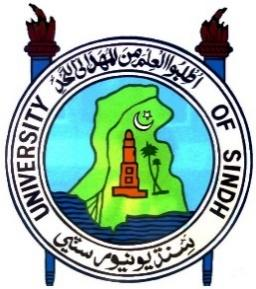 اطلبوا العلم من المهد الى اللحد
UNIVERSITY OF SINDH
سنڌ يونيورسٽي